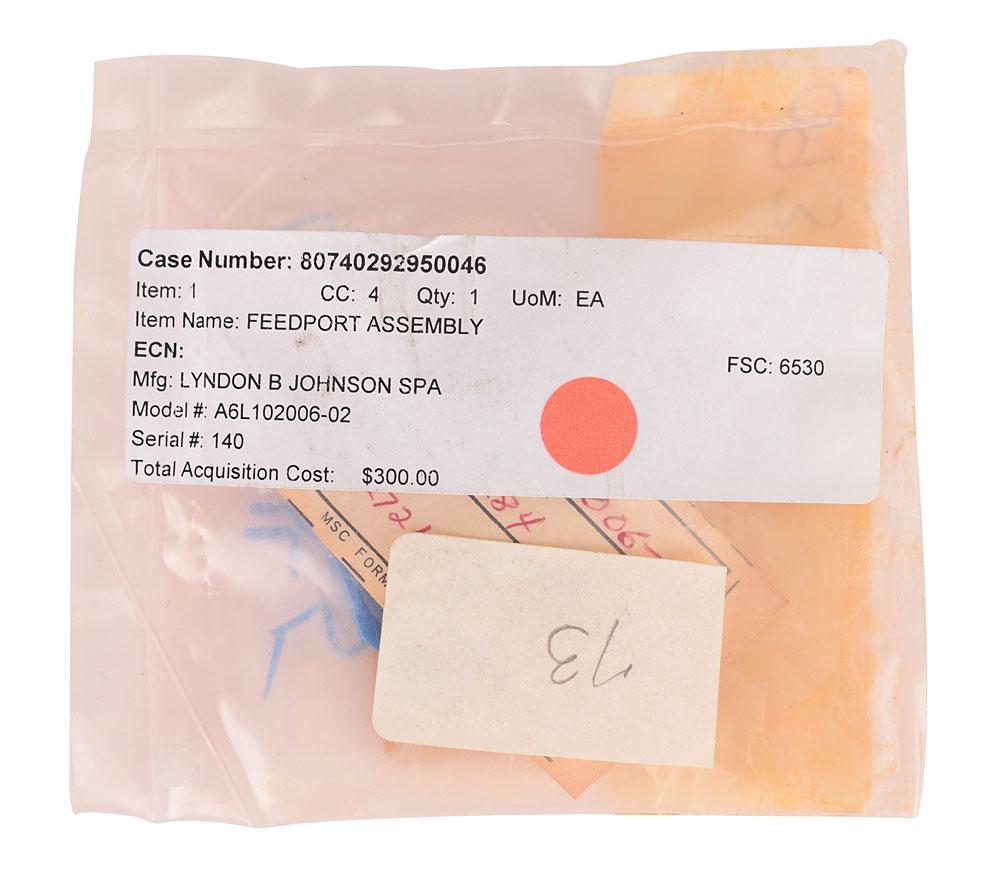 Case Number: 80740292950046
Item: 1 CC: 4 Qty: 1 UoM: EA
Item Name: FEEDPORT ASSEMBLY
ECN:
FSC: 6530
Mfg: LYNDON B JOHNSON SPA
Model #: A6L102006-02
Serial #: 140
Total Acquisition Cost: $300.00
MSC FORM
73